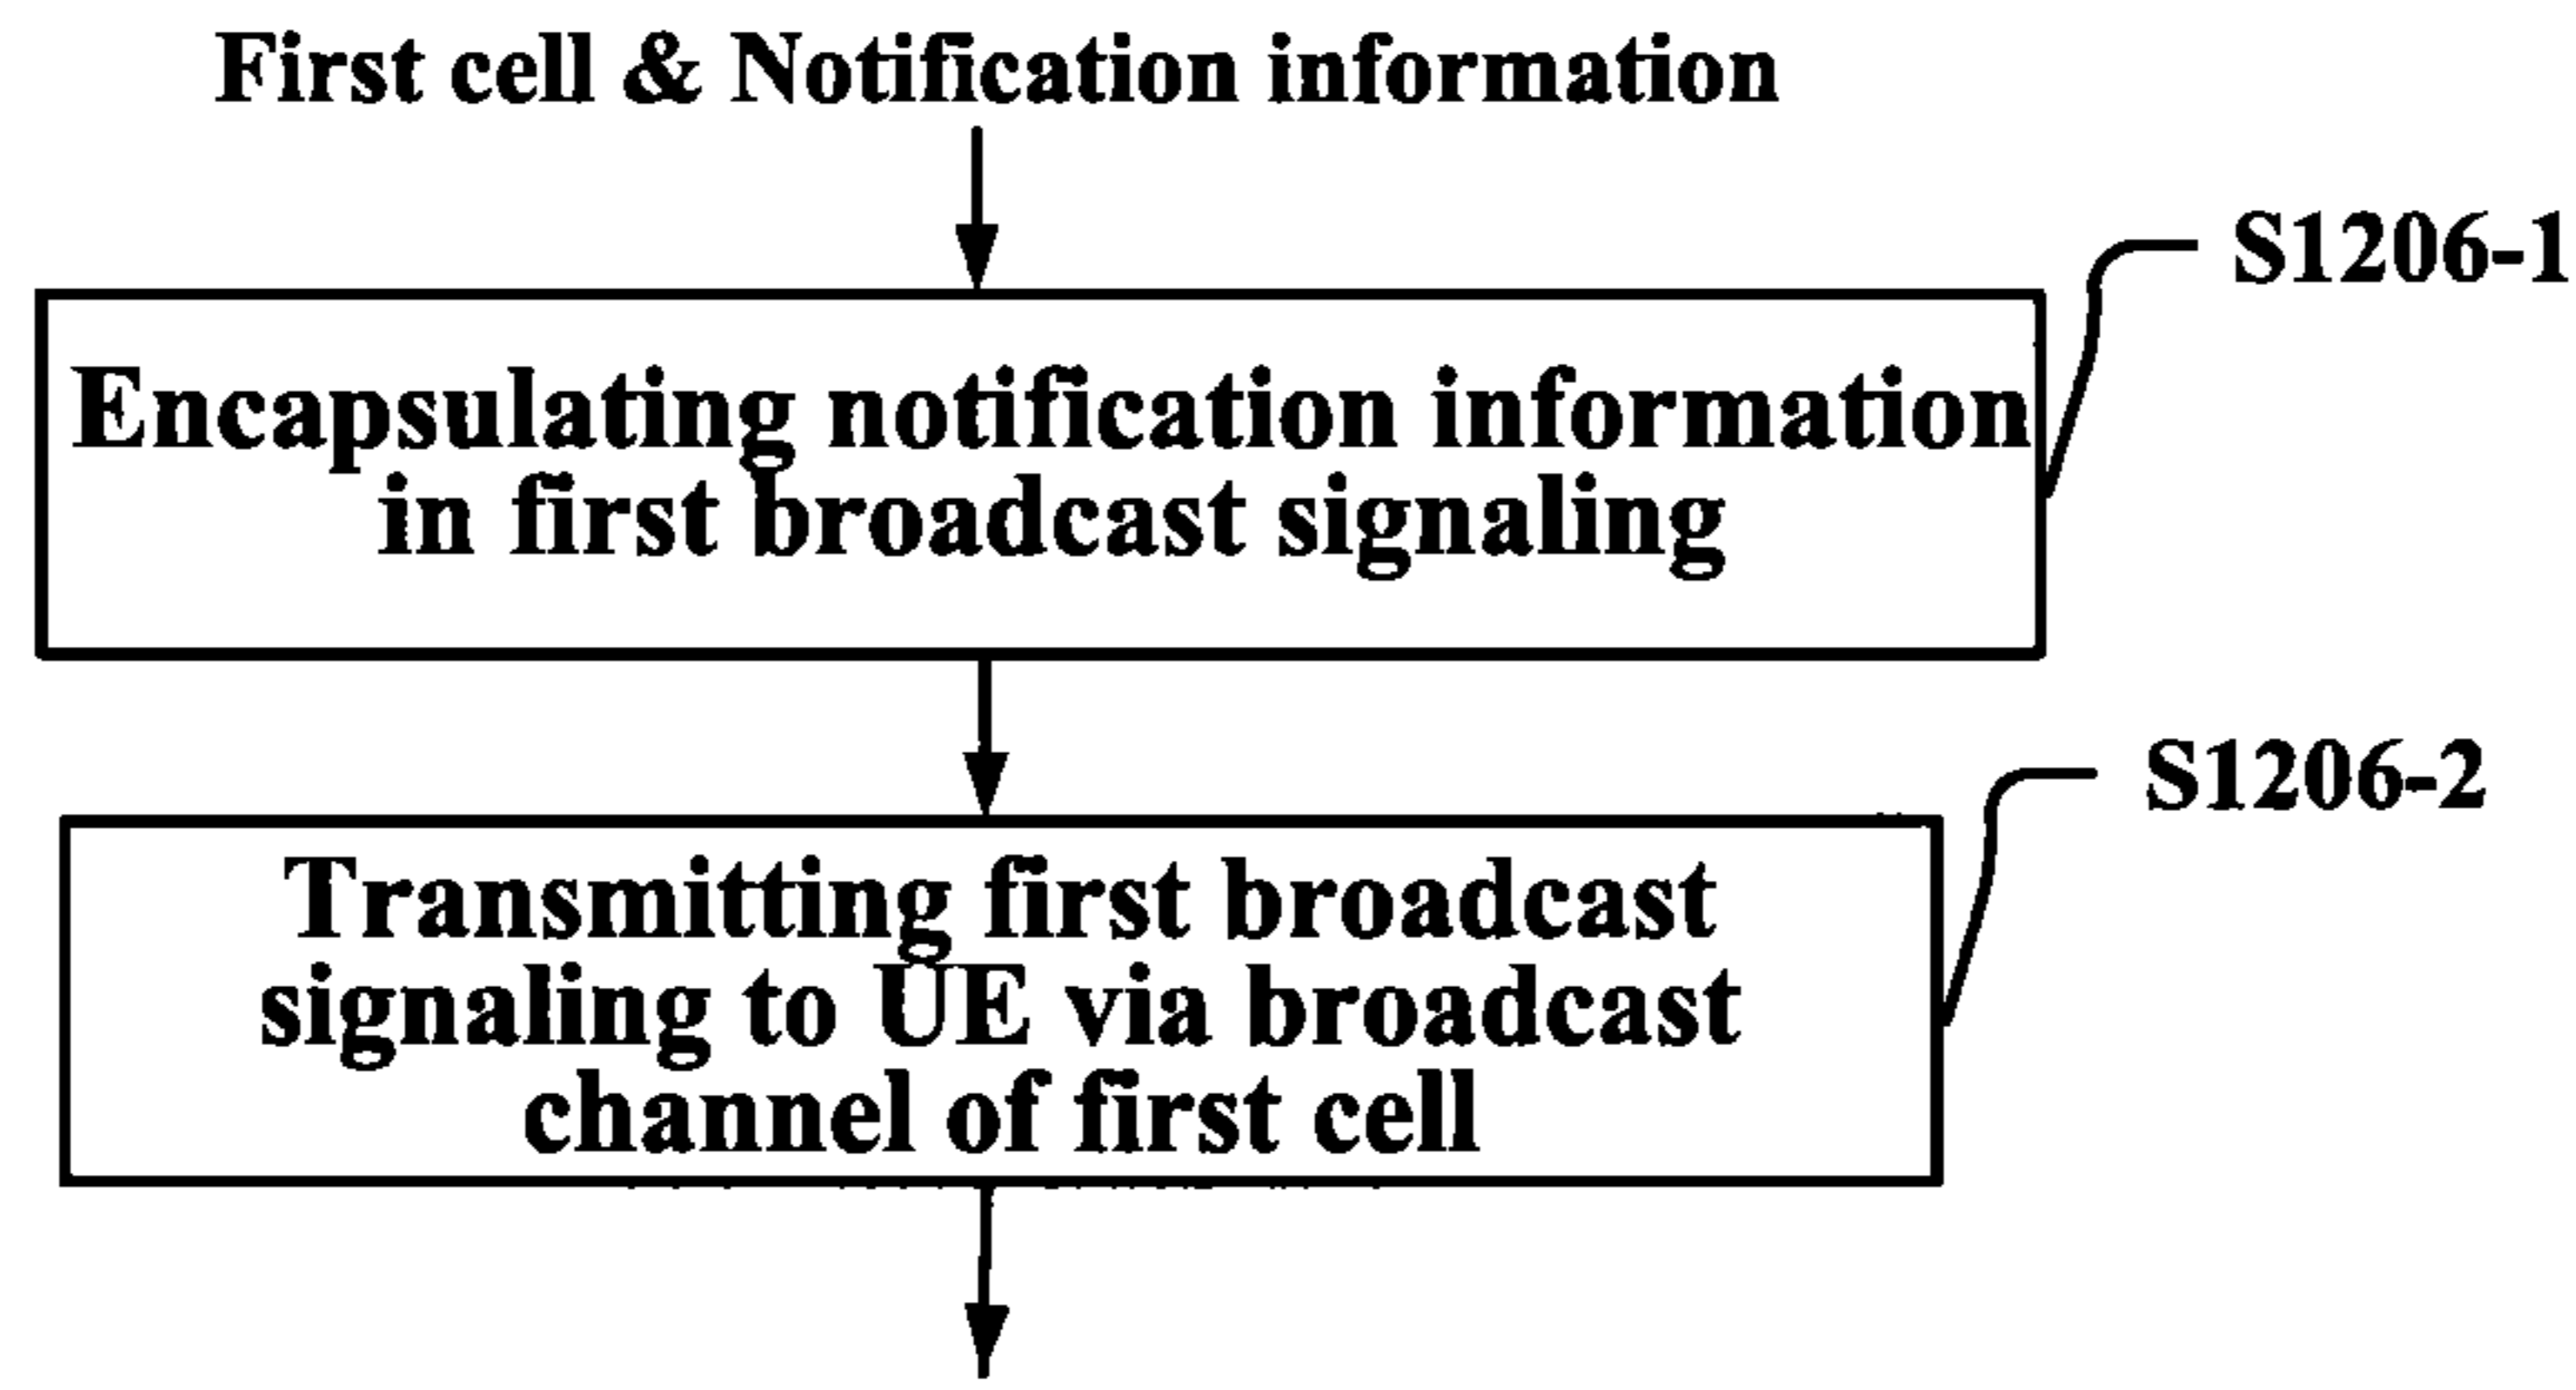 First cell & Notification information
S1206-1
Encapsulating notification information
in first broadcast signaling
S1206-2
Transmitting first broadcast
signaling to UE via broadcast
channel of first cell